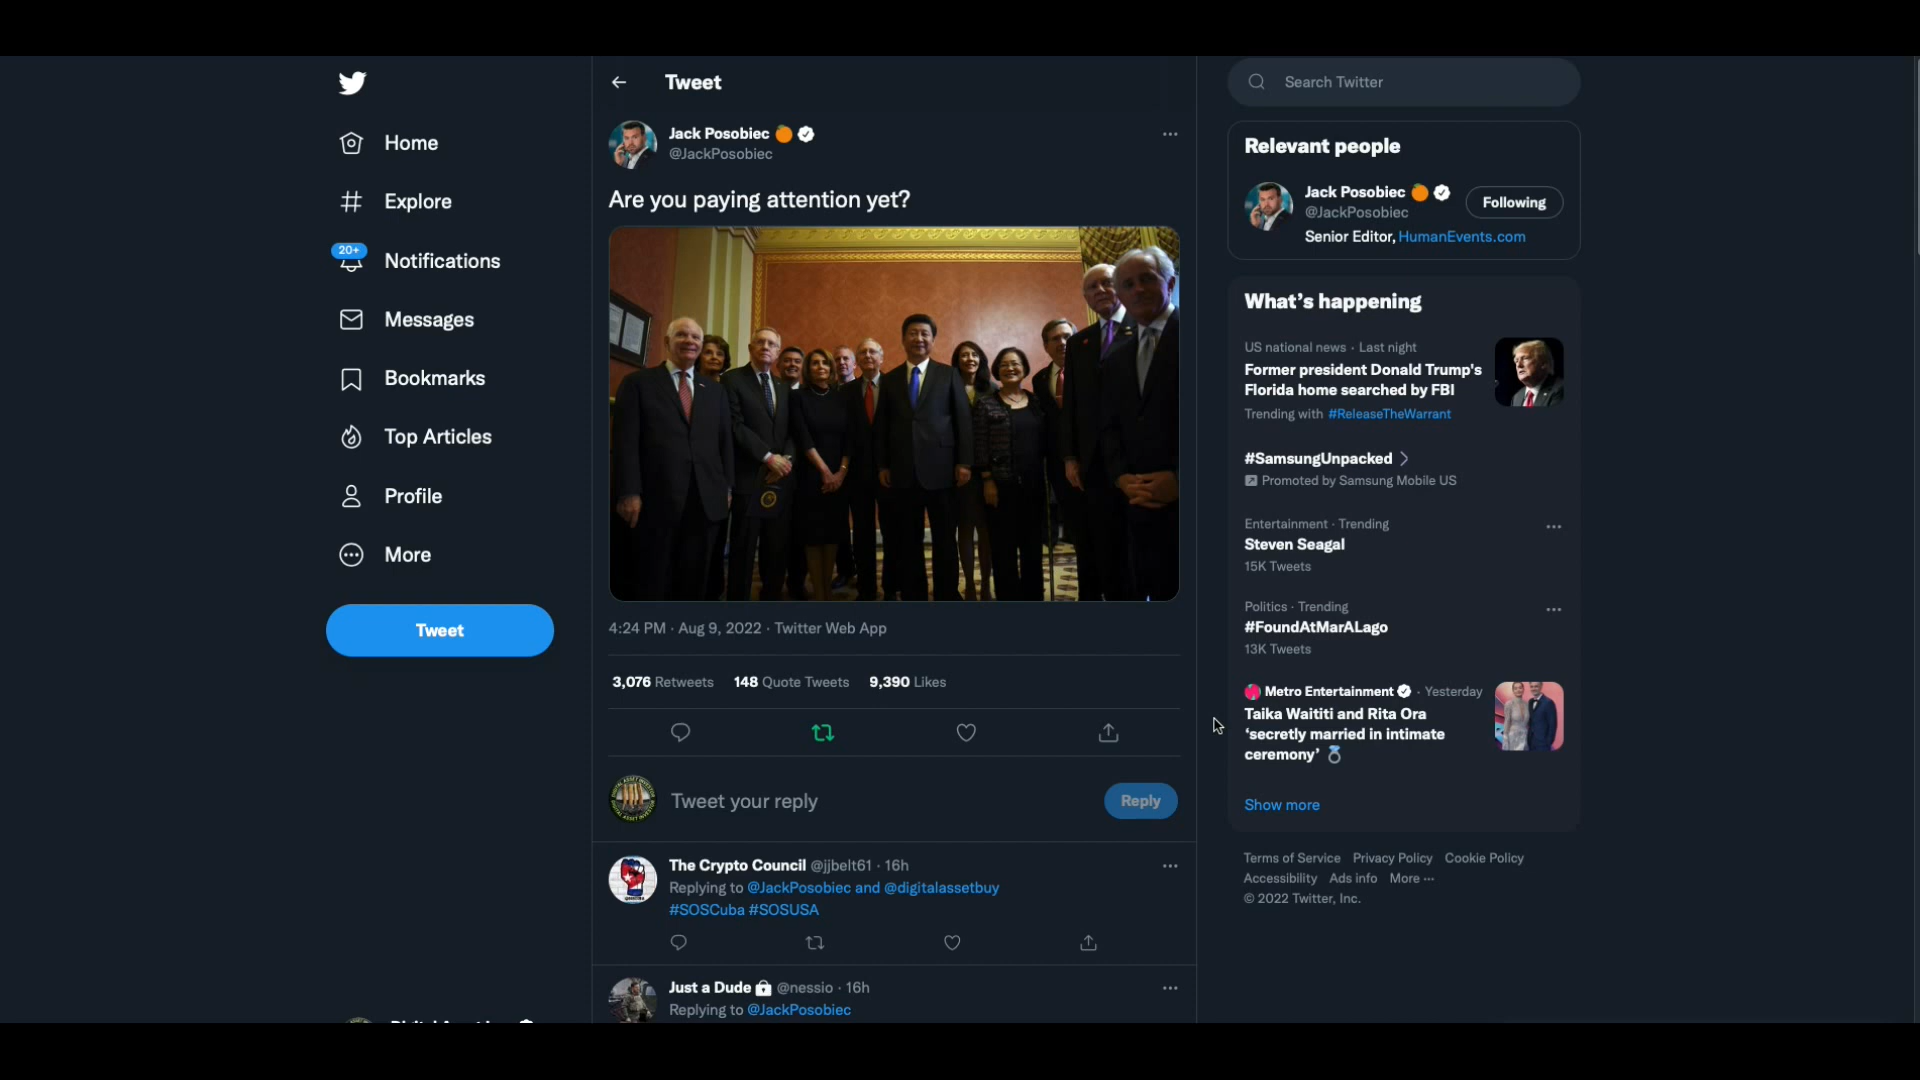 Home
Explore
20+
Notifications
Messages
Bookmarks
Top Articles
Profile
More
Tweet
Tweet
Jack Posobiec
@JackPosobiec
Are you paying attention yet?
4:24 PM · Aug 9, 2022 · Twitter Web App
3,076 Retweets 148 Quote Tweets 9,390 Likes
Tweet your reply
Reply
The Crypto Council @jjbelt61 · 16h
Replying to @JackPosobiec and @digitalassetbuy
#SOSCuba #SOSUSA
Just a Dude @nessio · 16h
Replying to @JackPosobiec
Search Twitter
Relevant people
Jack Posobiec
@JackPosobiec
Following
Senior Editor, HumanEvents.com
What's happening
US national news · Last night
Former president Donald Trump's
Florida home searched by FBI
Trending with #ReleaseTheWarrant
#SamsungUnpacked
Promoted by Samsung Mobile US
Entertainment · Trending
Steven Seagal
15K Tweets
Politics · Trending
#FoundAtMarALago
13K Tweets
Metro Entertainment · Yesterday
Taika Waititi and Rita Ora
‘secretly married in intimate
ceremony’
Show more
Terms of Service Privacy Policy Cookie Policy
Accessibility Ads info More ···
© 2022 Twitter, Inc.